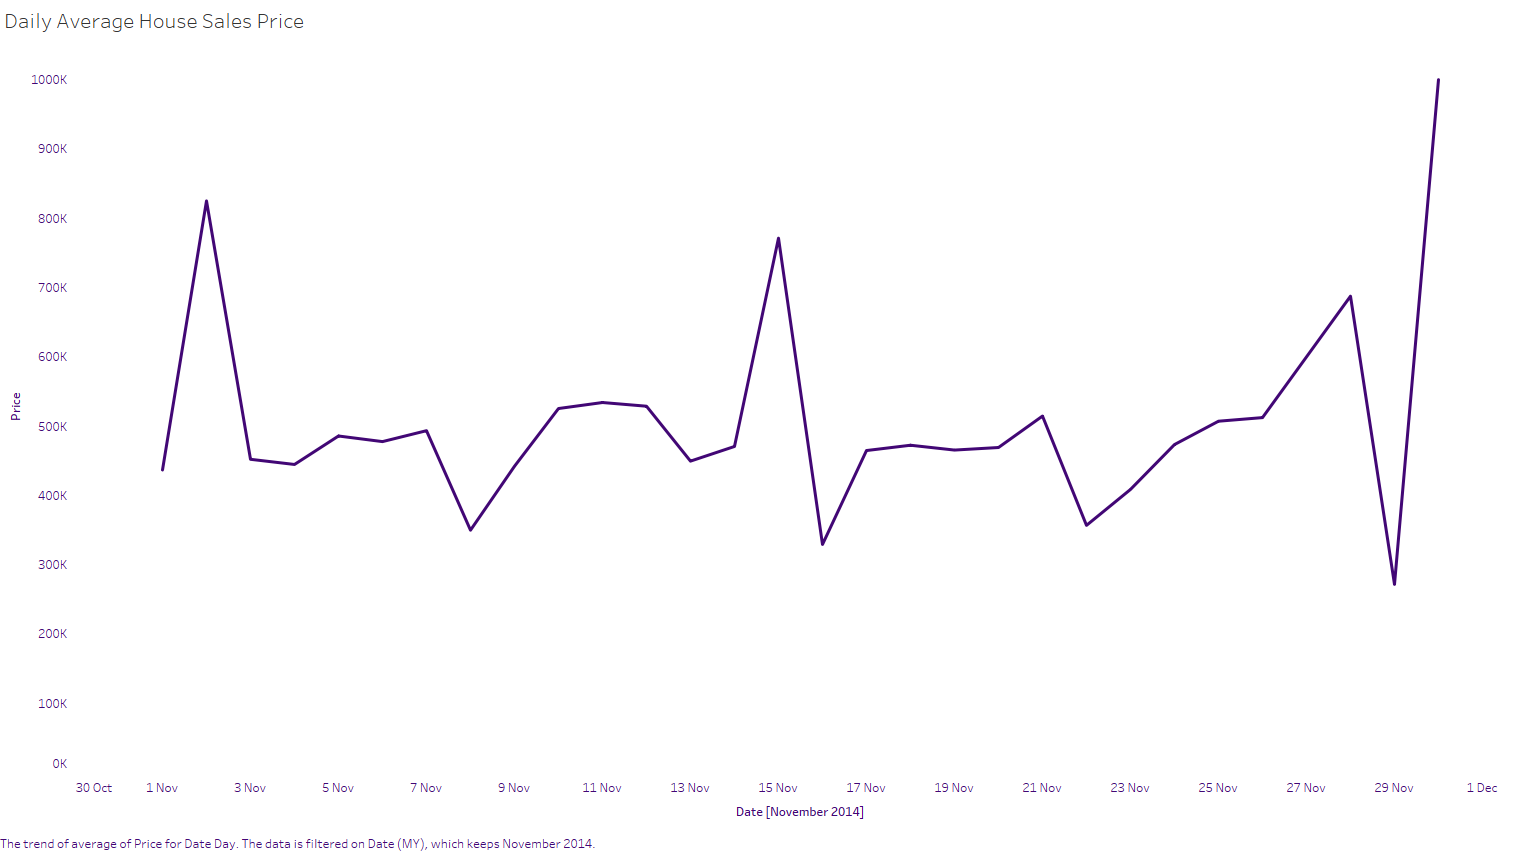 Daily Average House Sales Price
1000K
900K
800K
700K
600K
500K
400K
300K
200K
100K
0K
Price
30 Oct 1 Nov 3 Nov 5 Nov 7 Nov 9 Nov 11 Nov 13 Nov 15 Nov 17 Nov 19 Nov 21 Nov 23 Nov 25 Nov 27 Nov 29 Nov 1 Dec
Date [November 2014]
The trend of average of Price for Date Day. The data is filtered on Date (MY), which keeps November 2014.